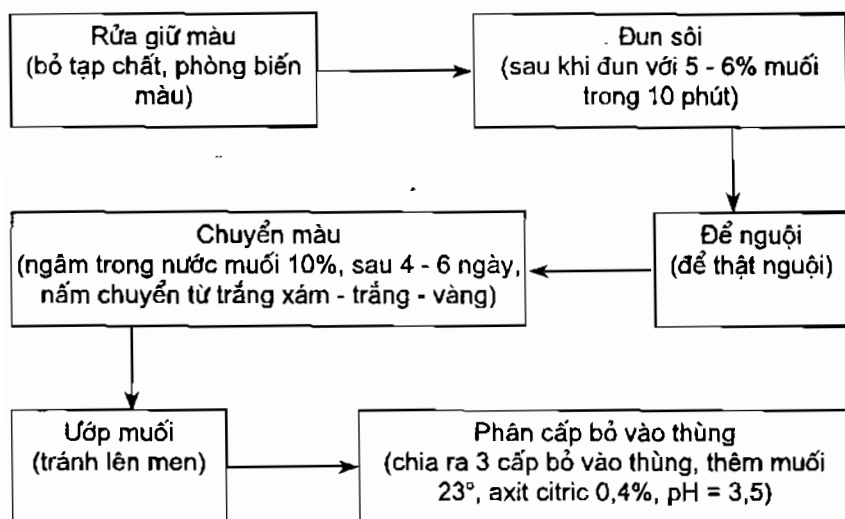 Rửa giữ màu
(bỏ tạp chất, phòng biến
màu)
Đun sôi
(sau khi đun với 5 - 6% muối
trong 10 phút)
Để nguội
(để thật nguội)
Chuyển màu
(ngâm trong nước muối 10%, sau 4 - 6 ngày,
nấm chuyển từ trắng xám - trắng - vàng)
Ướp muối
(tránh lên men)
Phân cấp bỏ vào thùng
(chia ra 3 cấp bỏ vào thùng, thêm muối
23°, axit citric 0,4%, pH = 3,5)